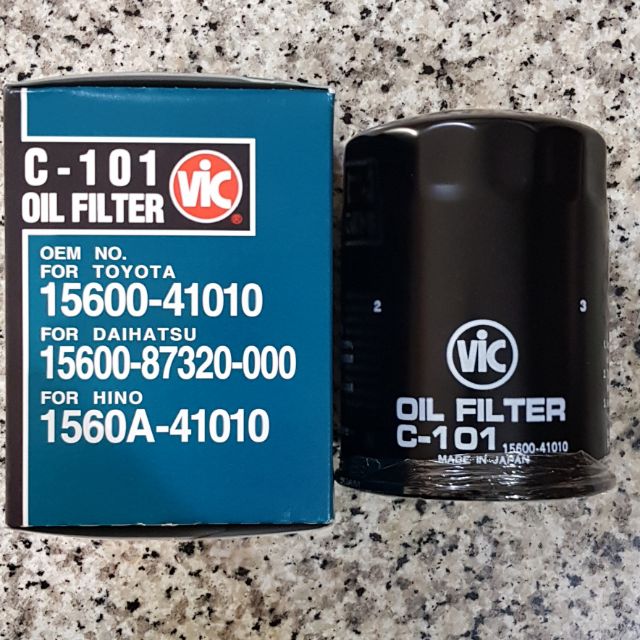 C-101
OIL FILTER
VIC
®
OEM NO.
FOR TOYOTA
15600-41010
FOR DAIHATSU
15600-87320-000
FOR HINO
1560A-41010
2
3
VIC
OIL FILTER
C-101 15600-41010
MADE IN JAPAN